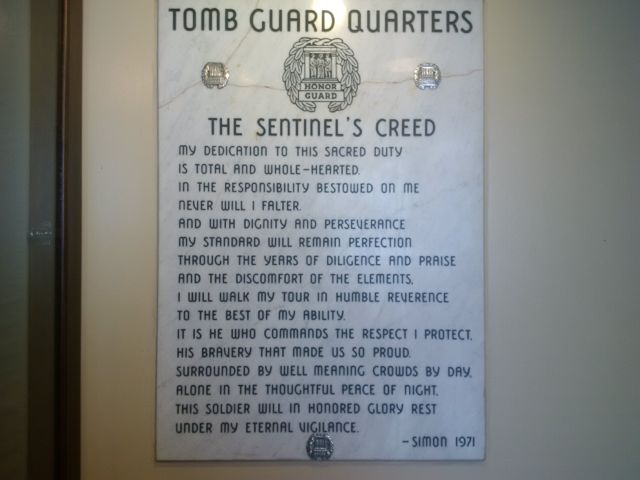 TOMB GUARD QUARTERS
HONOR
GUARD
THE SENTINEL'S CREED
MY DEDICATION TO THIS SACRED DUTY
IS TOTAL AND WHOLE-HEARTED.
IN THE RESPONSIBILITY BESTOWED ON ME
NEVER WILL I FALTER.
AND WITH DIGNITY AND PERSEVERANCE
MY STANDARD WILL REMAIN PERFECTION
THROUGH THE YEARS OF DILIGENCE AND PRAISE
AND THE DISCOMFORT OF THE ELEMENTS,
I WILL WALK MY TOUR IN HUMBLE REVERENCE
TO THE BEST OF MY ABILITY.
IT IS HE WHO COMMANDS THE RESPECT I PROTECT,
HIS BRAVERY THAT MADE US SO PROUD.
SURROUNDED BY WELL MEANING CROWDS BY DAY,
ALONE IN THE THOUGHTFUL PEACE OF NIGHT,
THIS SOLDIER WILL IN HONORED GLORY REST
UNDER MY ETERNAL VIGILANCE.
-SIMON 1971